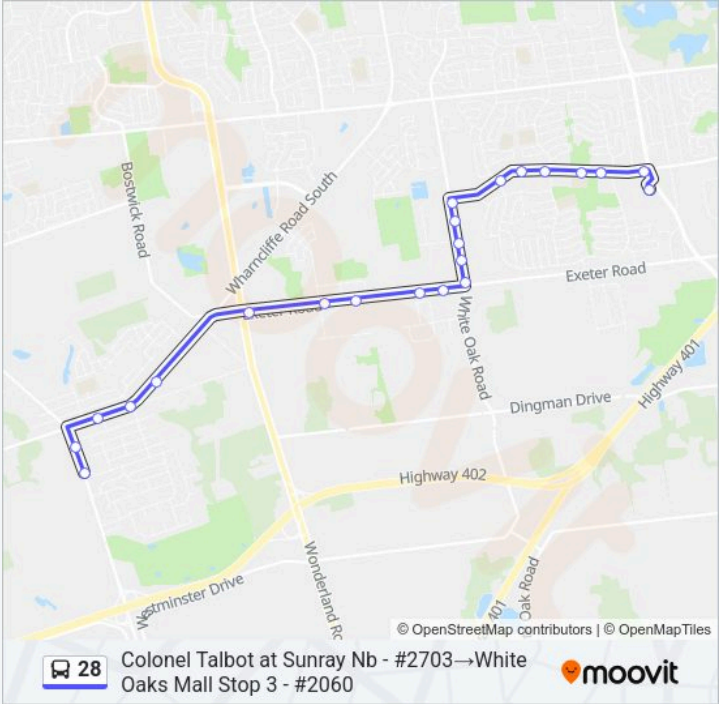 Bostwick Road
Wharncliffe Road South
Exeter Road
Exeter Road
White Oak Road
Highway 401
Dingman Drive
Highway 402
Westminster Drive
Wonderland Ro
Oak Road
401
© OpenStreetMap contributors | © OpenMapTiles
28
Colonel Talbot at Sunray Nb - #2703→White
Oaks Mall Stop 3 - #2060
moovit